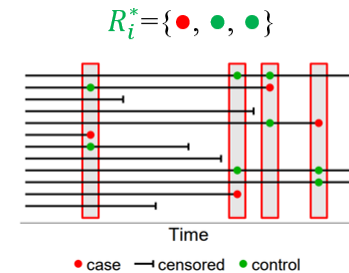 R*i={●, ●, ●}
Time
● case ⊢⊣ censored ● control